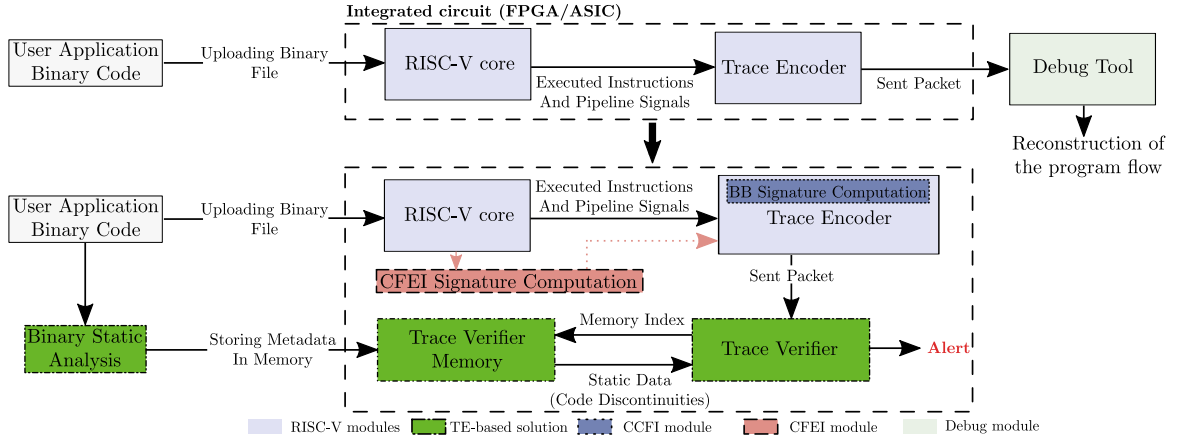 Integrated circuit (FPGA/ASIC)
User Application
Binary Code
Uploading Binary
File
RISC-V core
Executed Instructions
And Pipeline Signals
Trace Encoder
Sent Packet
Debug Tool
Reconstruction of
the program flow
User Application
Binary Code
Uploading Binary
File
RISC-V core
Executed Instructions
And Pipeline Signals
BB Signature Computation
Trace Encoder
CFEI Signature Computation
Sent Packet
Binary Static
Analysis
Storing Metadata
In Memory
Trace Verifier
Memory
Memory Index
Static Data
(Code Discontinuities)
Trace Verifier
Alert
RISC-V modules
TE-based solution
CCFI module
CFEI module
Debug module